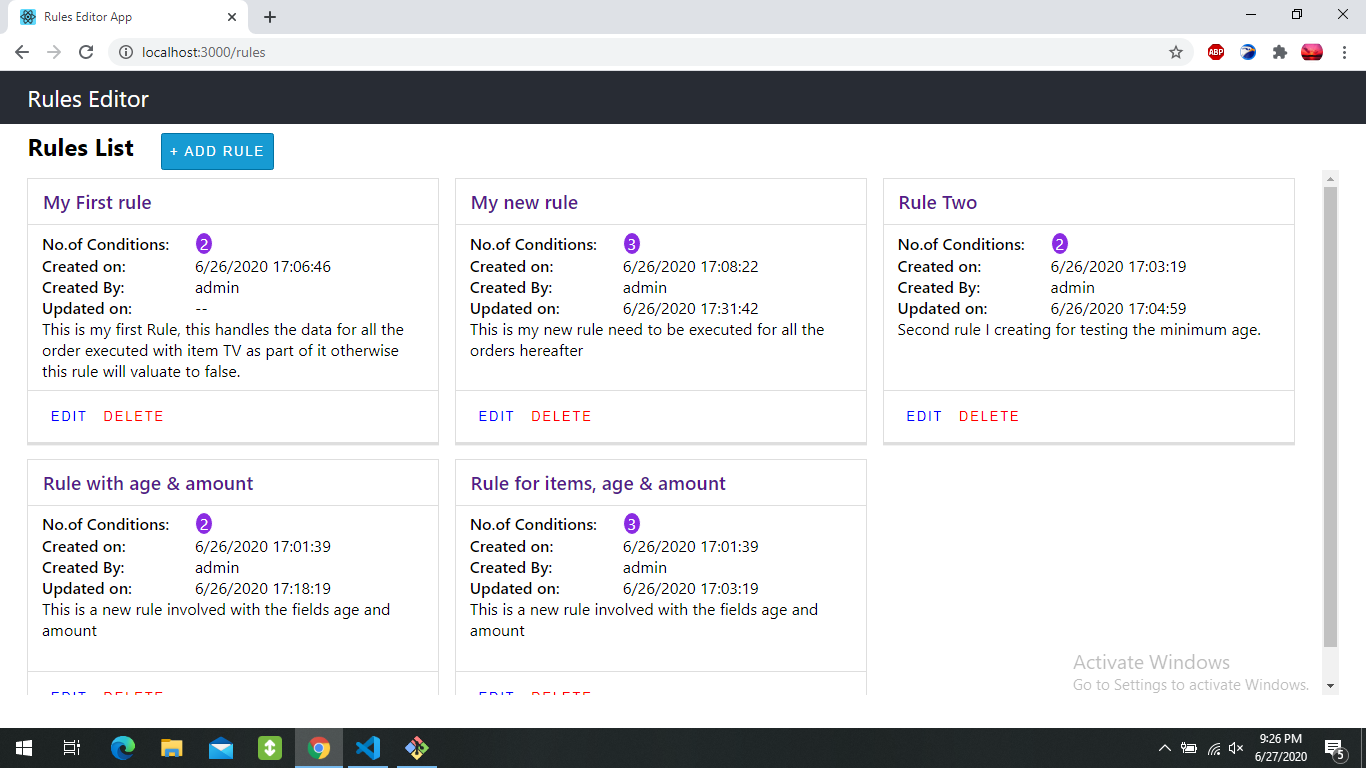 Rules Editor App
localhost:3000/rules
ABP
Rules Editor
Rules List
+ ADD RULE
My First rule
No.of Conditions: 2
Created on: 6/26/2020 17:06:46
Created By: admin
Updated on: --
This is my first Rule, this handles the data for all the
order executed with item TV as part of it otherwise
this rule will valuate to false.
EDIT DELETE
My new rule
No.of Conditions: 3
Created on: 6/26/2020 17:08:22
Created By: admin
Updated on: 6/26/2020 17:31:42
This is my new rule need to be executed for all the
orders hereafter
EDIT DELETE
Rule Two
No.of Conditions: 2
Created on: 6/26/2020 17:03:19
Created By: admin
Updated on: 6/26/2020 17:04:59
Second rule I creating for testing the minimum age.
EDIT DELETE
Rule with age & amount
No.of Conditions: 2
Created on: 6/26/2020 17:01:39
Created By: admin
Updated on: 6/26/2020 17:18:19
This is a new rule involved with the fields age and
amount
EDIT DELETE
Rule for items, age & amount
No.of Conditions: 3
Created on: 6/26/2020 17:01:39
Created By: admin
Updated on: 6/26/2020 17:03:19
This is a new rule involved with the fields age and
amount
EDIT DELETE
Activate Windows
Go to Settings to activate Windows.
9:26 PM
6/27/2020
5